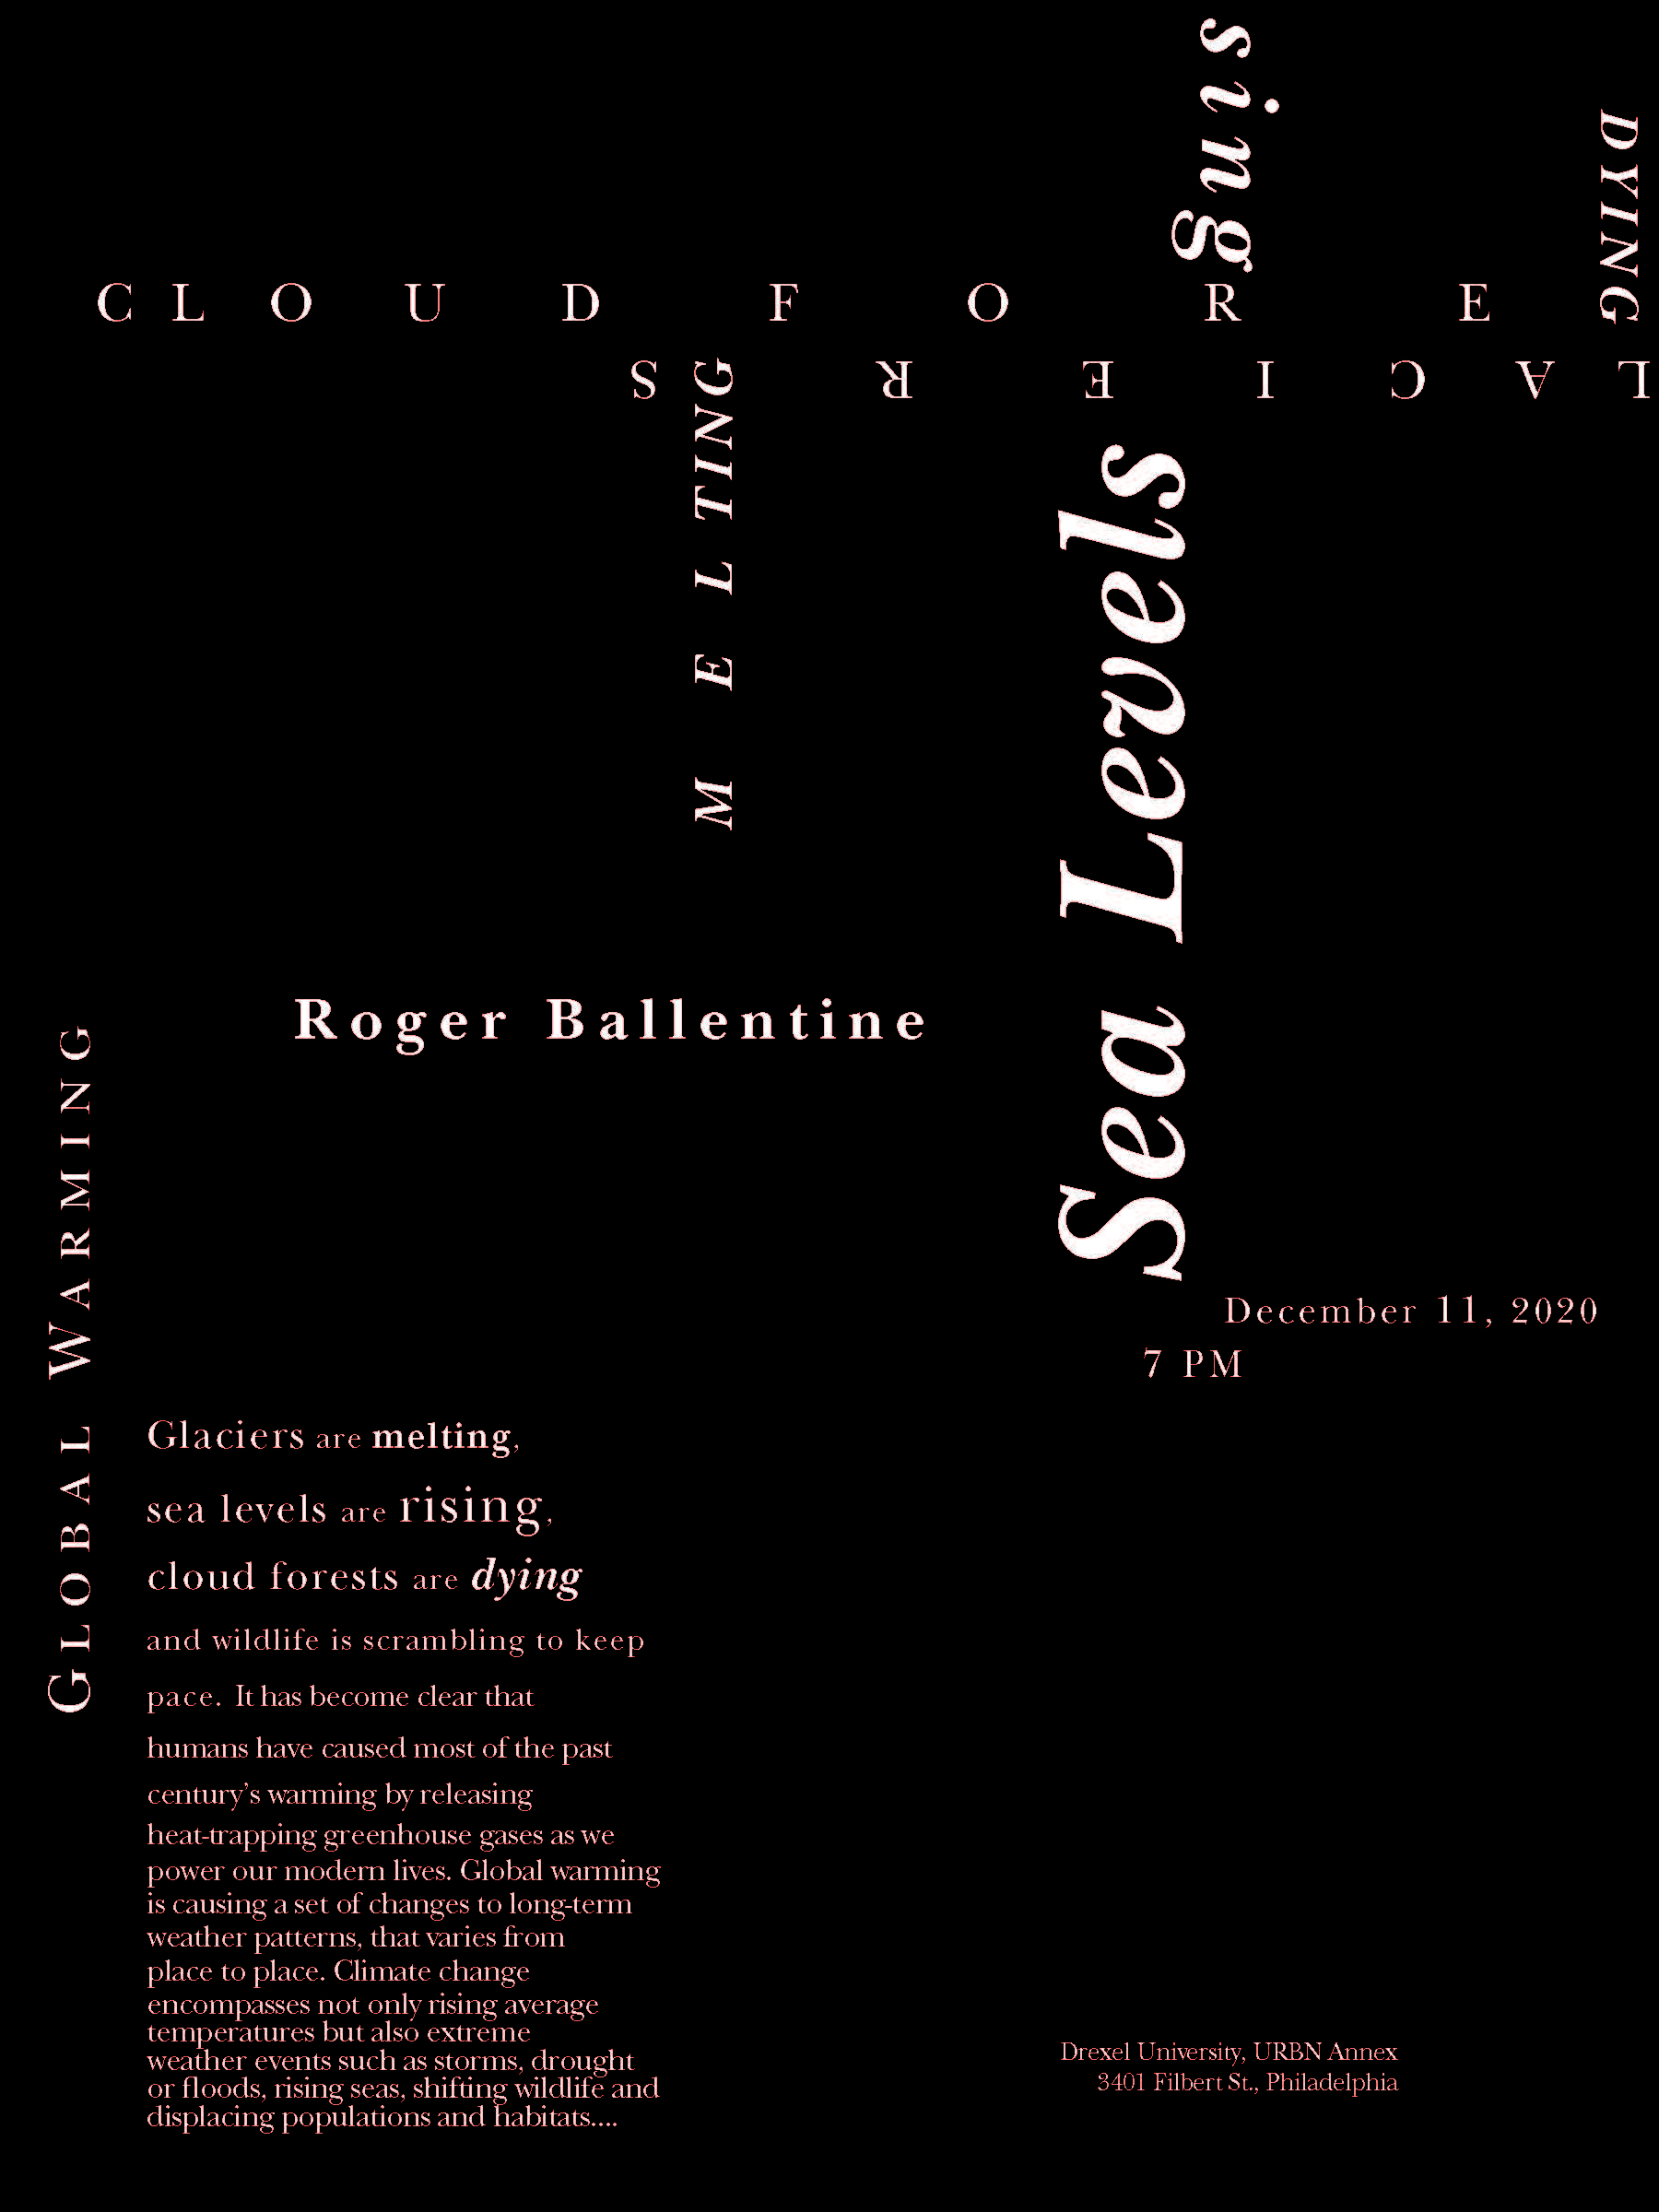 sing
DYING
CLOUD FORE
LACIERS
MELTING
Sea Levels
Roger Ballentine
GLOBAL WARMING
December 11, 2020
7 PM
Glaciers are melting,
sea levels are rising,
cloud forests are dying
and wildlife is scrambling to keep
pace. It has become clear that
humans have caused most of the past
century’s warming by releasing
heat-trapping greenhouse gases as we
power our modern lives. Global warming
is causing a set of changes to long-term
weather patterns, that varies from
place to place. Climate change
encompasses not only rising average
temperatures but also extreme
weather events such as storms, drought
or floods, rising seas, shifting wildlife and
displacing populations and habitats....
Drexel University, URBN Annex
3401 Filbert St., Philadelphia